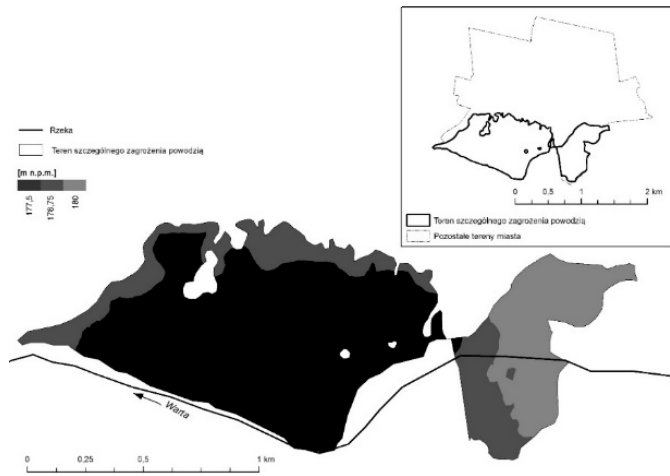 Rzeka
Teren szczególnego zagrożenia powodzią
[m n.p.m.]
177,5
178,75
180
0 0,5 1 2 km
Teren szczególnego zagrożenia powodzią
Pozostałe tereny miasta
Warta
0 0,25 0,5 1 km